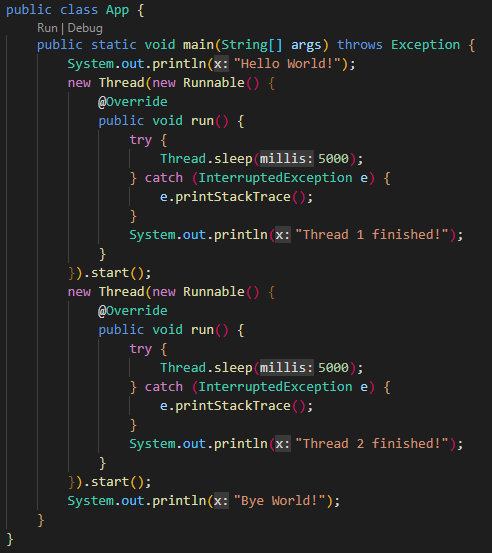 public class App {
Run | Debug
public static void main(String[] args) throws Exception {
System.out.println(x: "Hello World!");
new Thread(new Runnable() {
@Override
public void run() {
try {
Thread.sleep(millis: 5000);
} catch (InterruptedException e) {
e.printStackTrace();
}
System.out.println(x: "Thread 1 finished!");
}
}).start();
new Thread(new Runnable() {
@Override
public void run() {
try {
Thread.sleep(millis: 5000);
} catch (InterruptedException e) {
e.printStackTrace();
}
System.out.println(x: "Thread 2 finished!");
}
}).start();
System.out.println(x: "Bye World!");
}
}